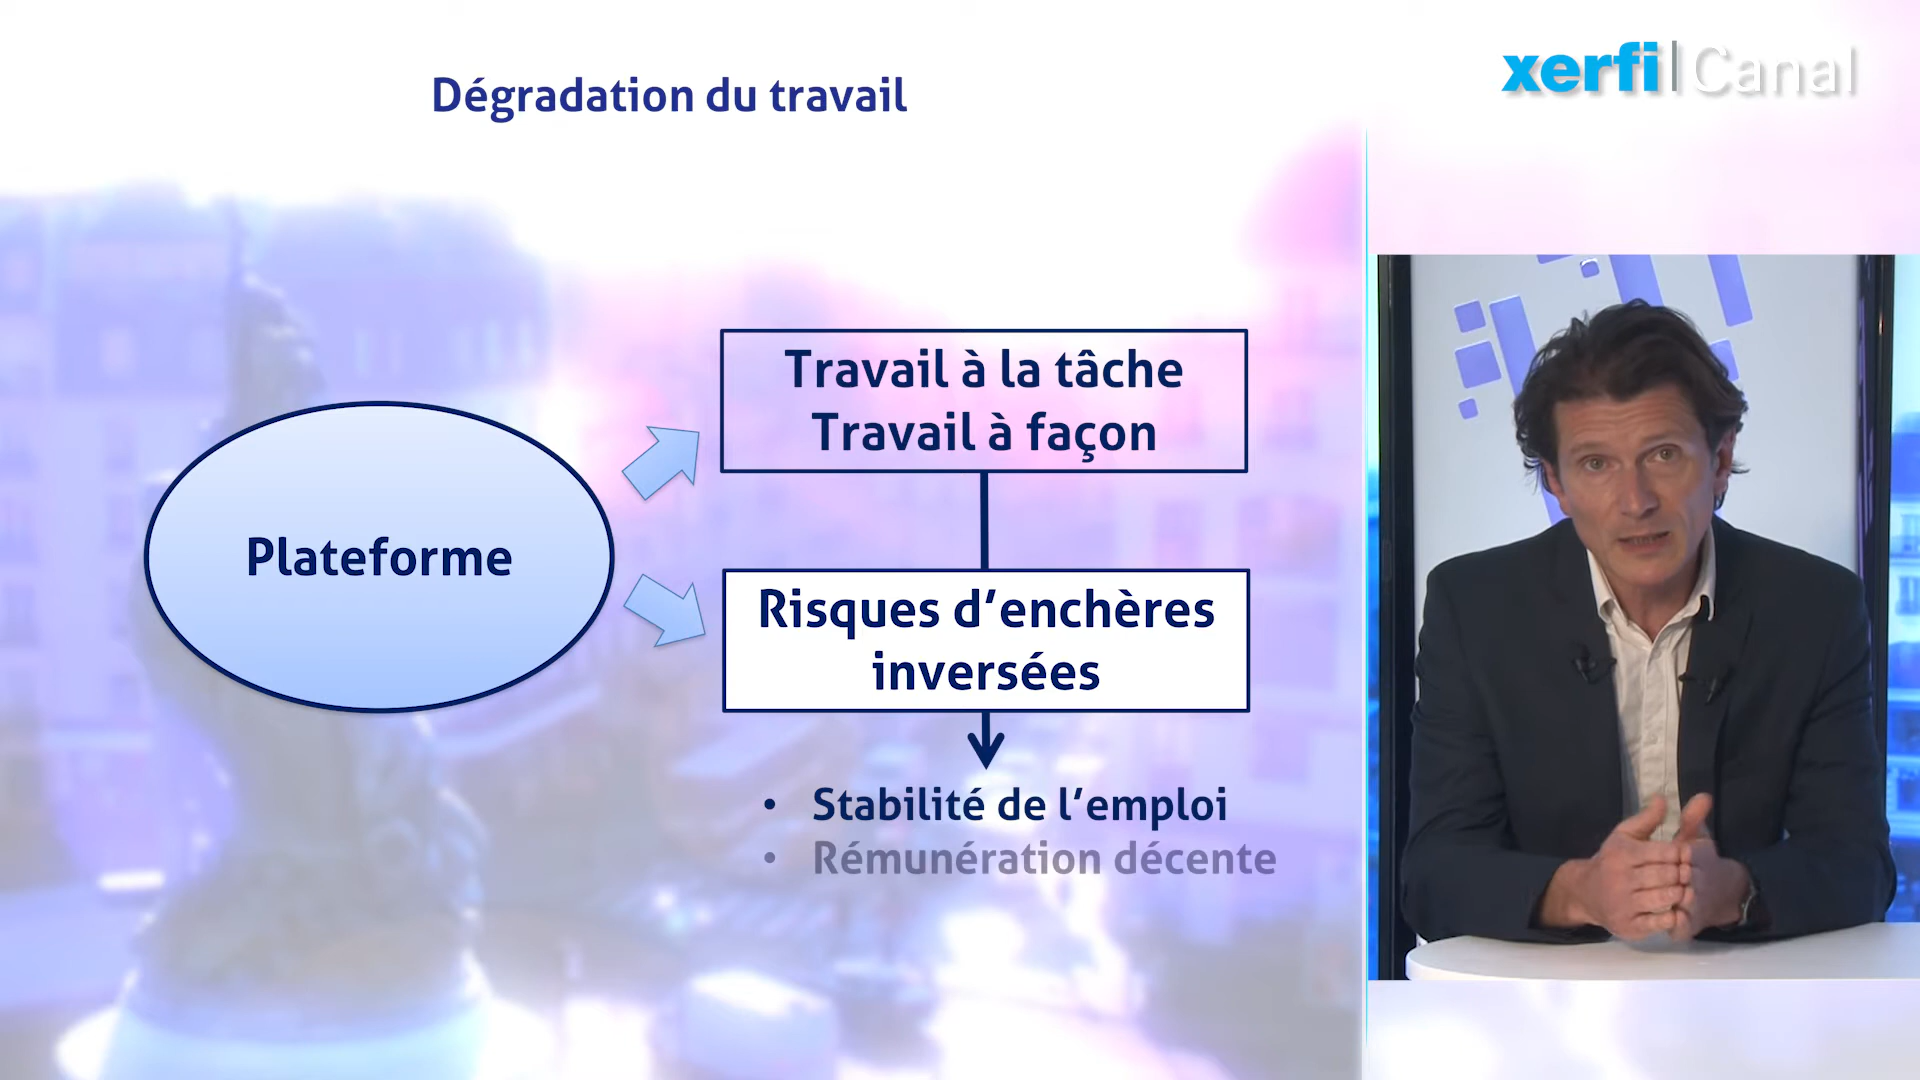 xerfi Canal
Dégradation du travail
Travail à la tâche
Travail à façon
Plateforme
Risques d’enchères
inversées
• Stabilité de l’emploi
• Rémunération décente